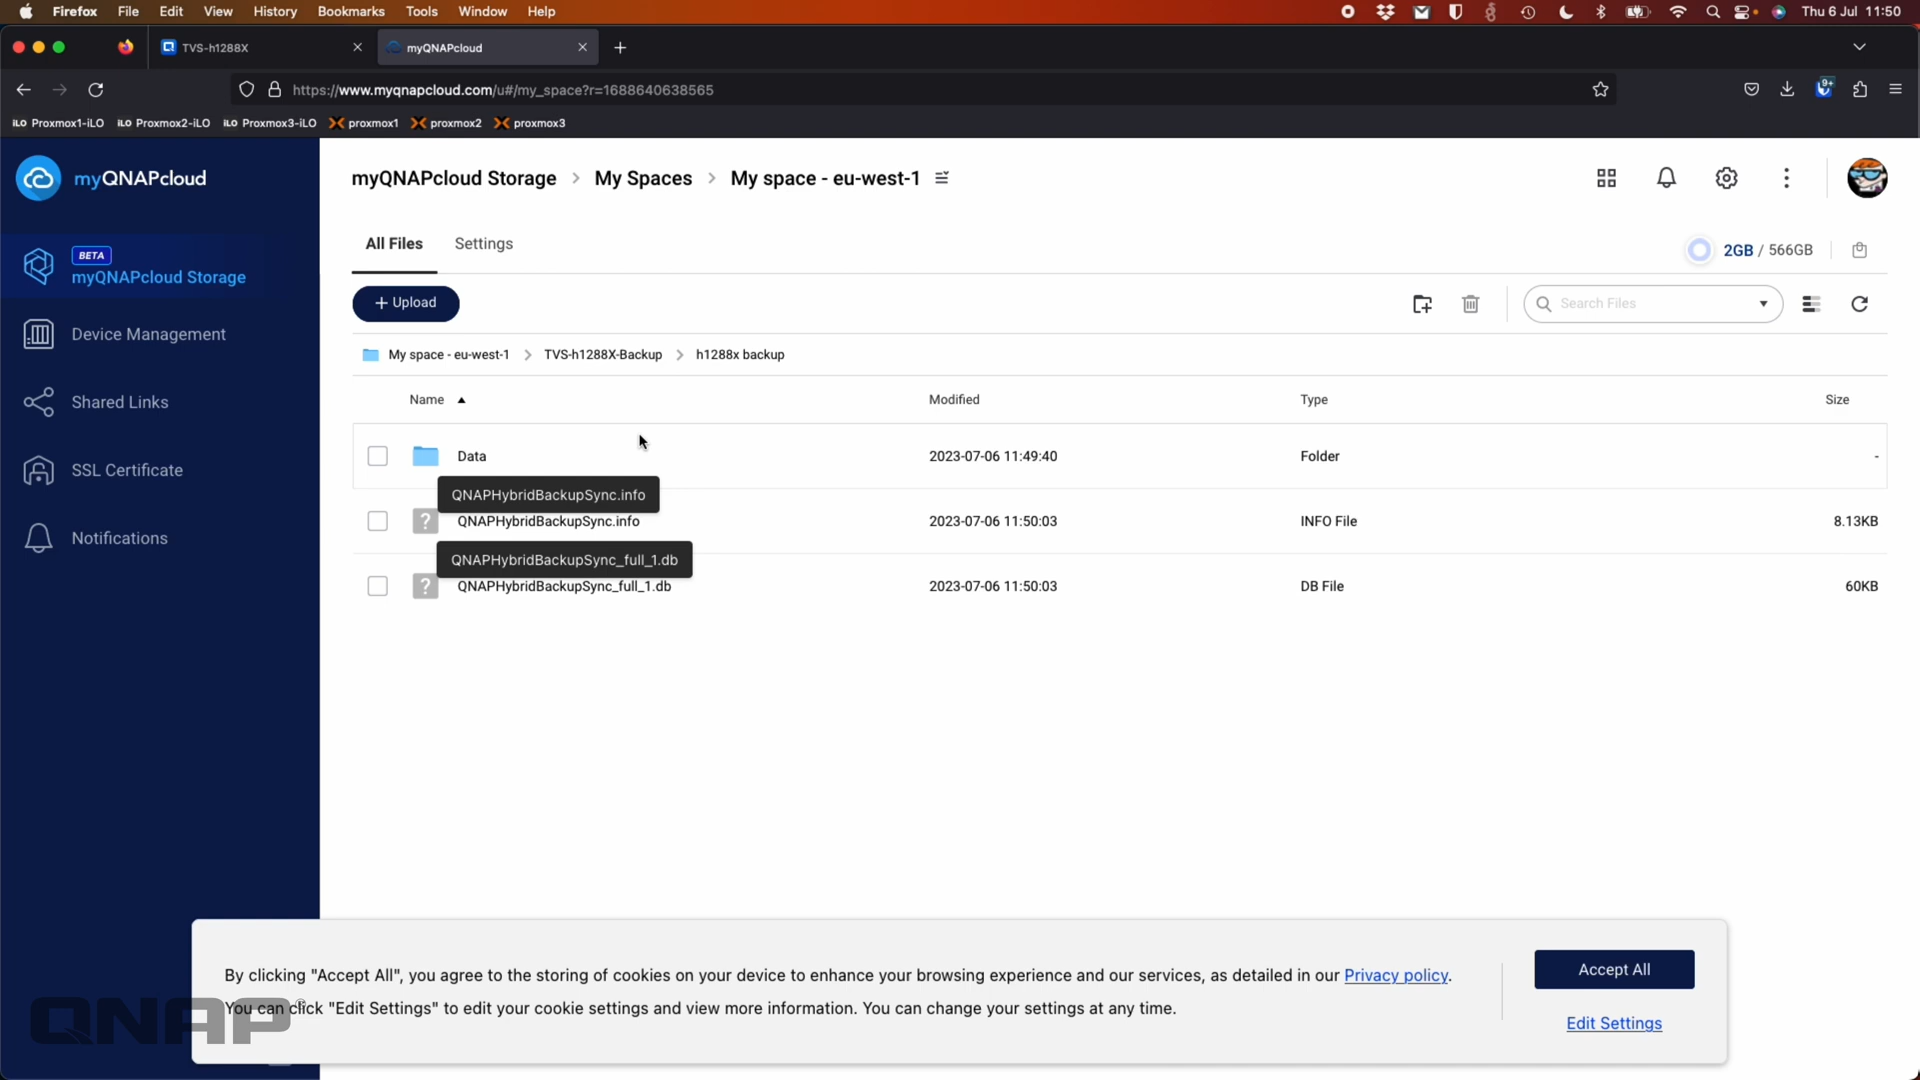 Firefox File Edit View History Bookmarks Tools Window Help Thu 6 Jul 11:50
TVS-h1288X myQNAPcloud
https://www.myqnapcloud.com/u#/my_space?r=1688640638565 9+
iLO Proxmox1-iLO iLO Proxmox2-iLO iLO Proxmox3-iLO proxmox1 proxmox2 proxmox3
myQNAPcloud
myQNAPcloud Storage > My Spaces > My space - eu-west-1
BETA
myQNAPcloud Storage
Device Management
Shared Links
SSL Certificate
Notifications
All Files Settings
2GB / 566GB
+ Upload
Search Files
My space - eu-west-1 > TVS-h1288X-Backup > h1288x backup
Name Modified Type Size
Data 2023-07-06 11:49:40 Folder -
QNAPHybridBackupSync.info
QNAPHybridBackupSync.info 2023-07-06 11:50:03 INFO File 8.13KB
QNAPHybridBackupSync_full_1.db
QNAPHybridBackupSync_full_1.db 2023-07-06 11:50:03 DB File 60KB
By clicking "Accept All", you agree to the storing of cookies on your device to enhance your browsing experience and our services, as detailed in our Privacy policy.
You can click "Edit Settings" to edit your cookie settings and view more information. You can change your settings at any time.
Accept All
Edit Settings
QNAP®